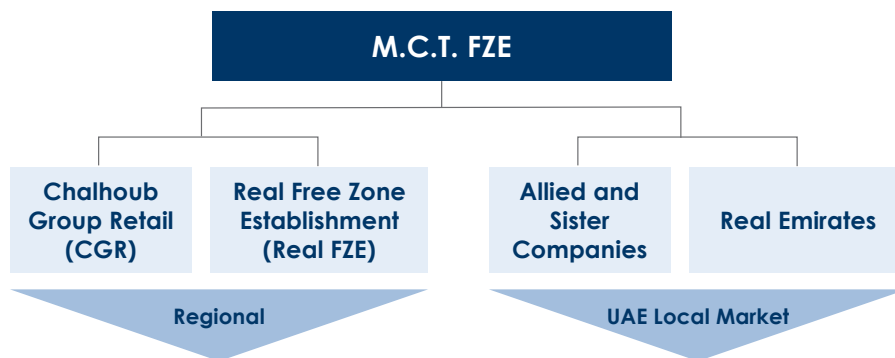 M.C.T. FZE
Chalhoub
Group Retail
(CGR)
Real Free Zone
Establishment
(Real FZE)
Allied and
Sister
Companies
Real Emirates
Regional
UAE Local Market